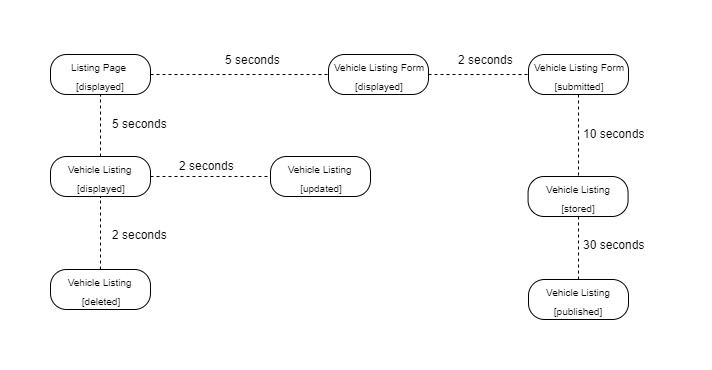 5 seconds
2 seconds
Listing Page
[displayed]
Vehicle Listing Form
[displayed]
Vehicle Listing Form
[submitted]
5 seconds
10 seconds
Vehicle Listing
[displayed]
2 seconds
Vehicle Listing
[updated]
Vehicle Listing
[stored]
2 seconds
30 seconds
Vehicle Listing
[deleted]
Vehicle Listing
[published]